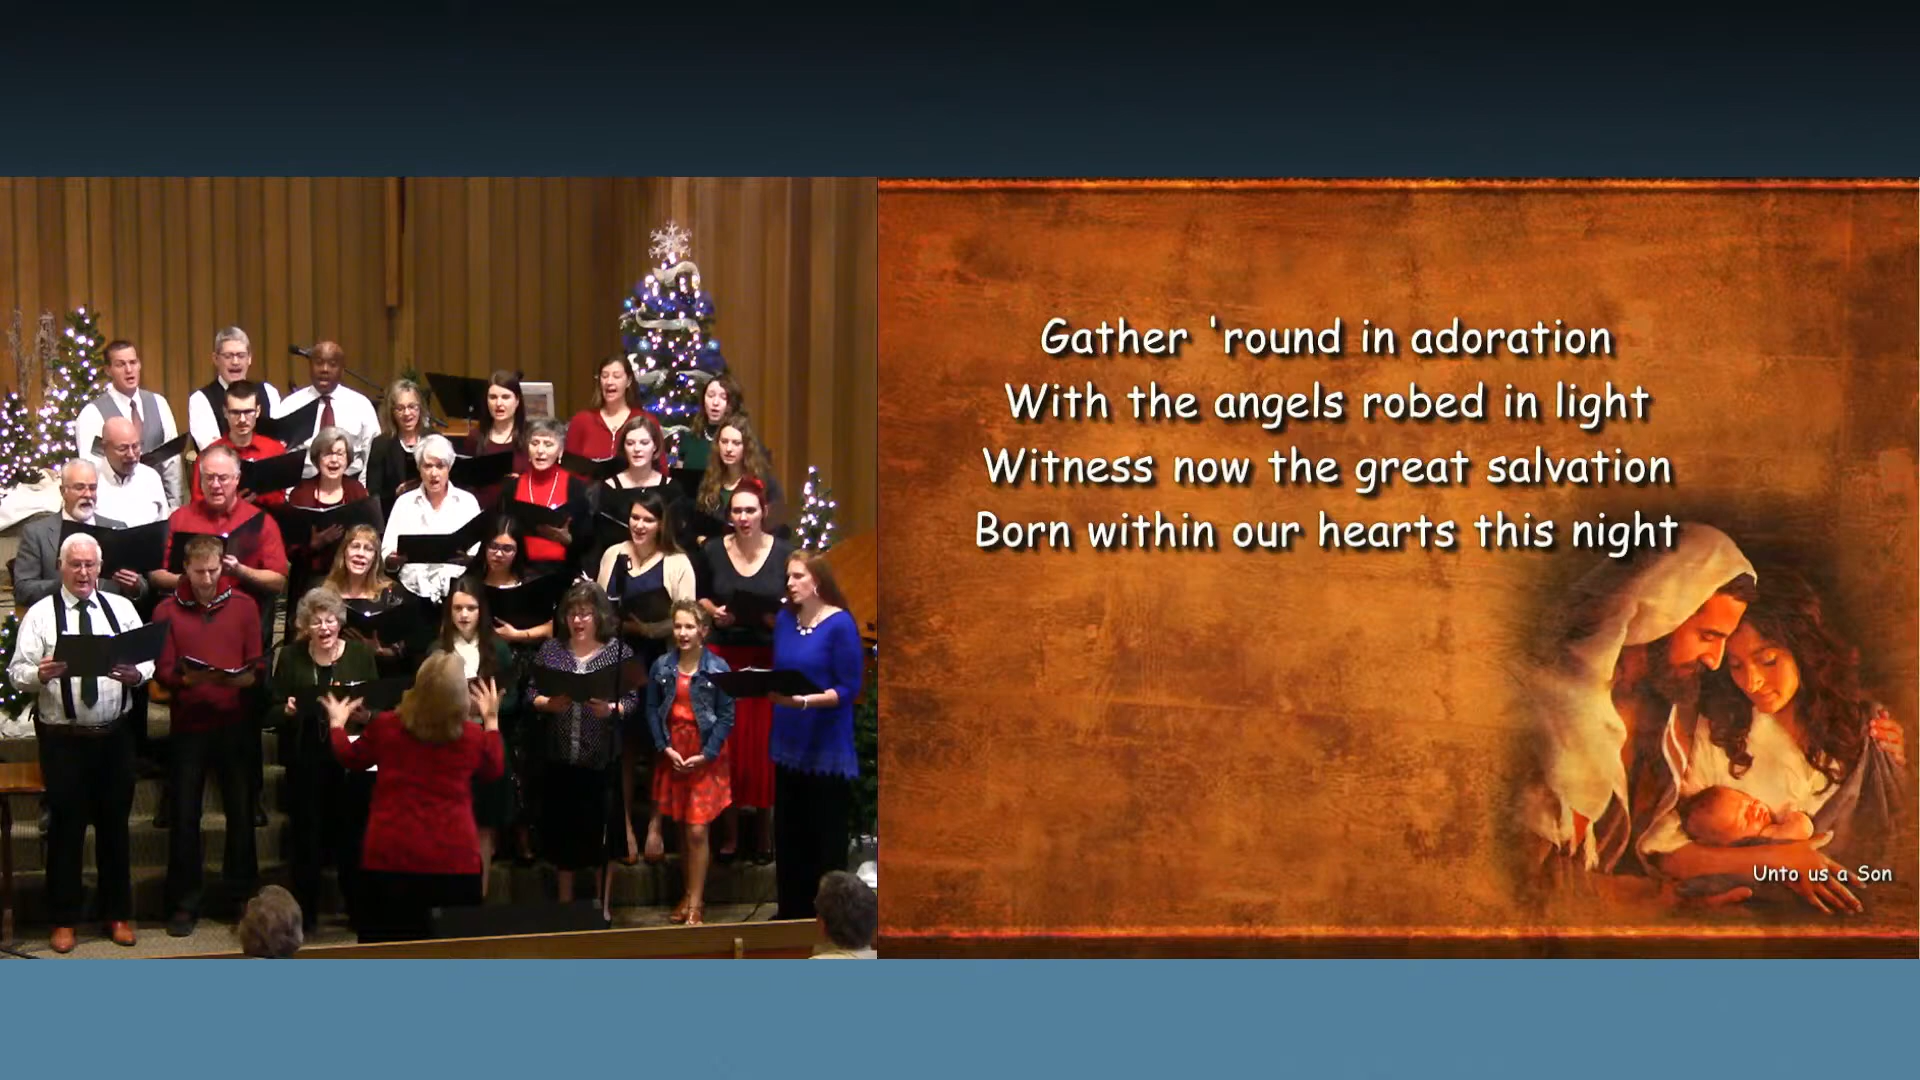 Gather 'round in adoration
With the angels robed in light
Witness now the great salvation
Born within our hearts this night
Unto us a Son